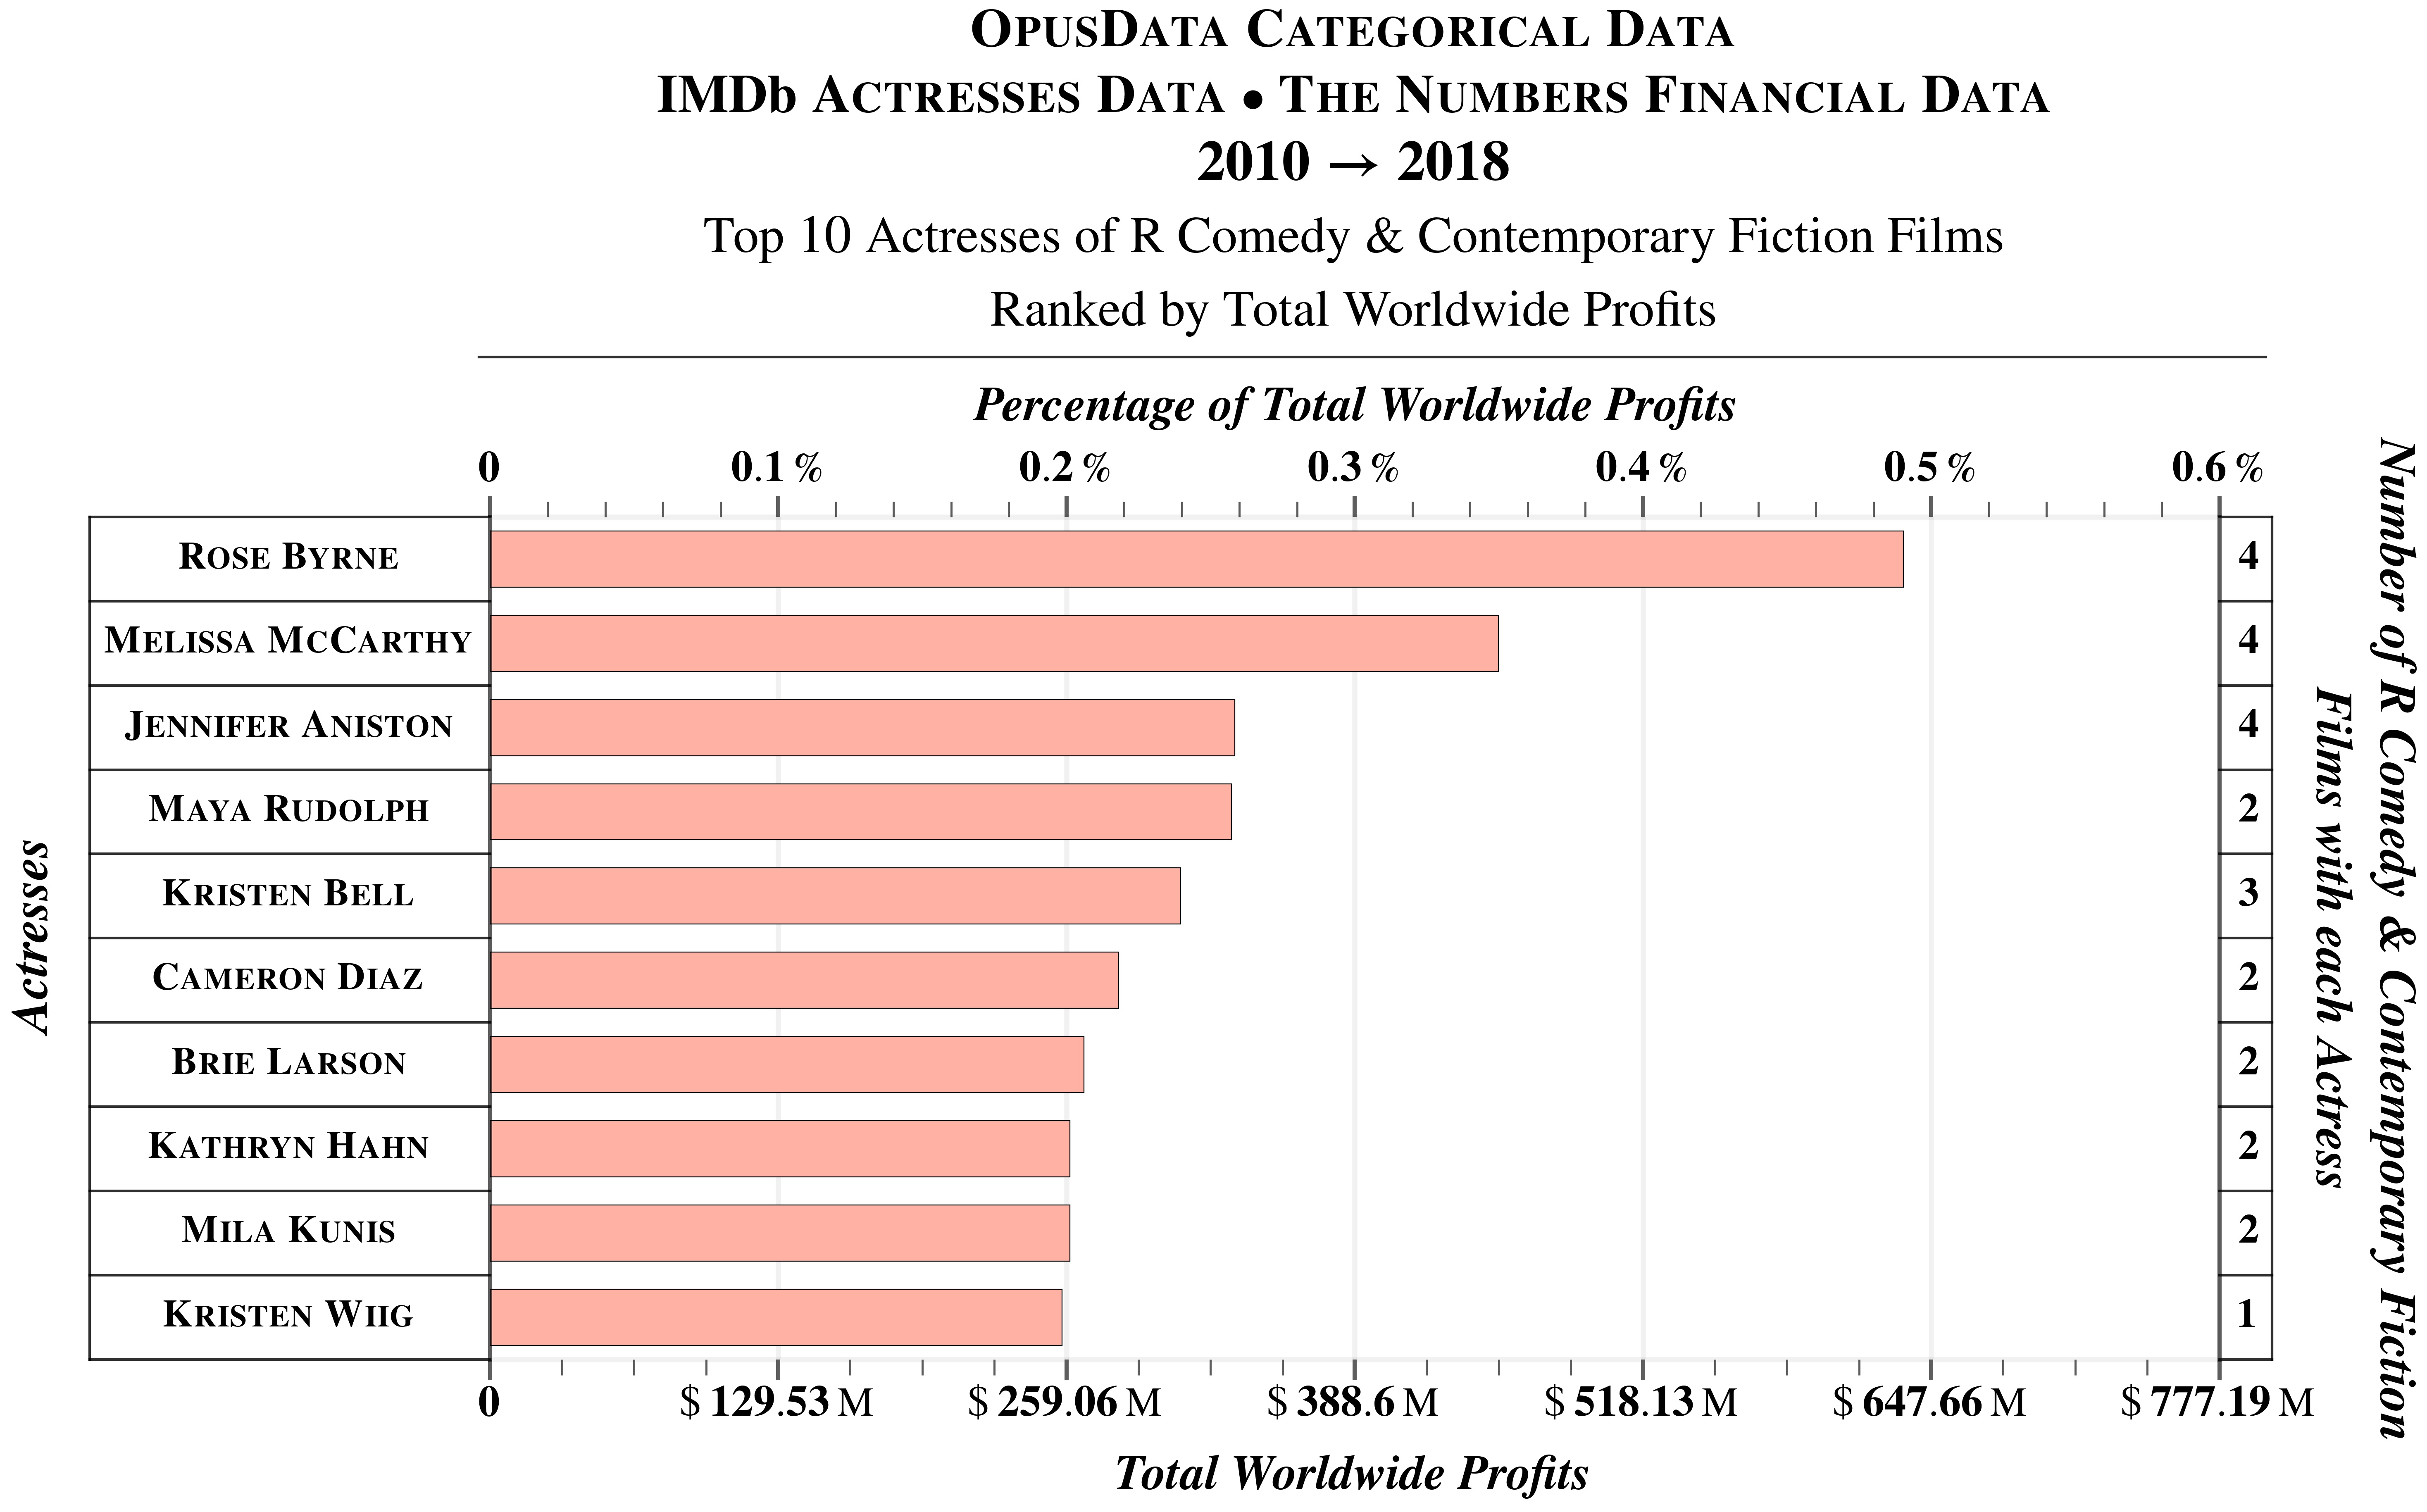 OpusData Categorical Data
IMDb Actresses Data • The Numbers Financial Data
2010 → 2018
Top 10 Actresses of R Comedy & Contemporary Fiction Films
Ranked by Total Worldwide Profits
Percentage of Total Worldwide Profits
0 0.1 % 0.2 % 0.3 % 0.4 % 0.5 % 0.6 %
Actresses
Rose Byrne 4
Melissa McCarthy 4
Jennifer Aniston 4
Maya Rudolph 2
Kristen Bell 3
Cameron Diaz 2
Brie Larson 2
Kathryn Hahn 2
Mila Kunis 2
Kristen Wiig 1
Number of R Comedy & Contemporary Fiction
Films with each Actress
0 $ 129.53 M $ 259.06 M $ 388.6 M $ 518.13 M $ 647.66 M $ 777.19 M
Total Worldwide Profits